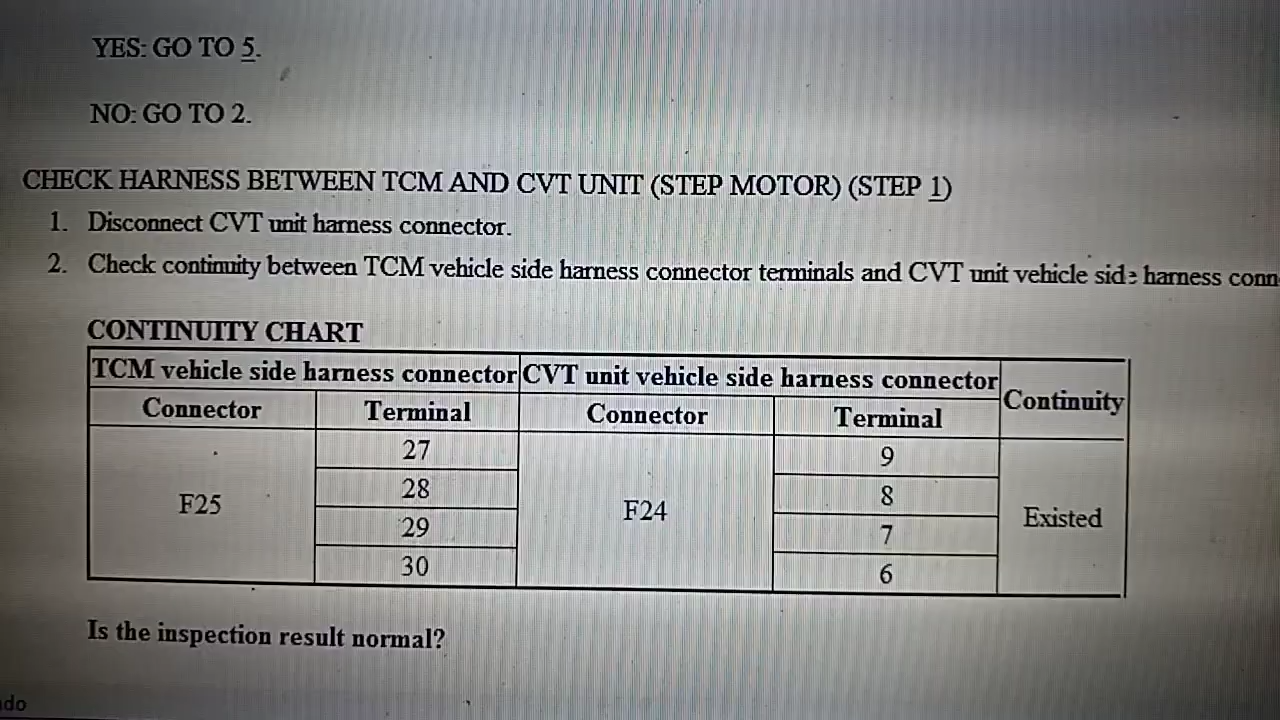 YES: GO TO 5.
NO: GO TO 2.
CHECK HARNESS BETWEEN TCM AND CVT UNIT (STEP MOTOR) (STEP 1)
1. Disconnect CVT unit harness connector.
2. Check continuity between TCM vehicle side harness connector terminals and CVT unit vehicle side harness conn
CONTINUITY CHART
TCM vehicle side harness connector CVT unit vehicle side harness connector Continuity
Connector Terminal Connector Terminal
F25 27 F24 9 Existed
28 8
29 7
30 6
Is the inspection result normal?
do